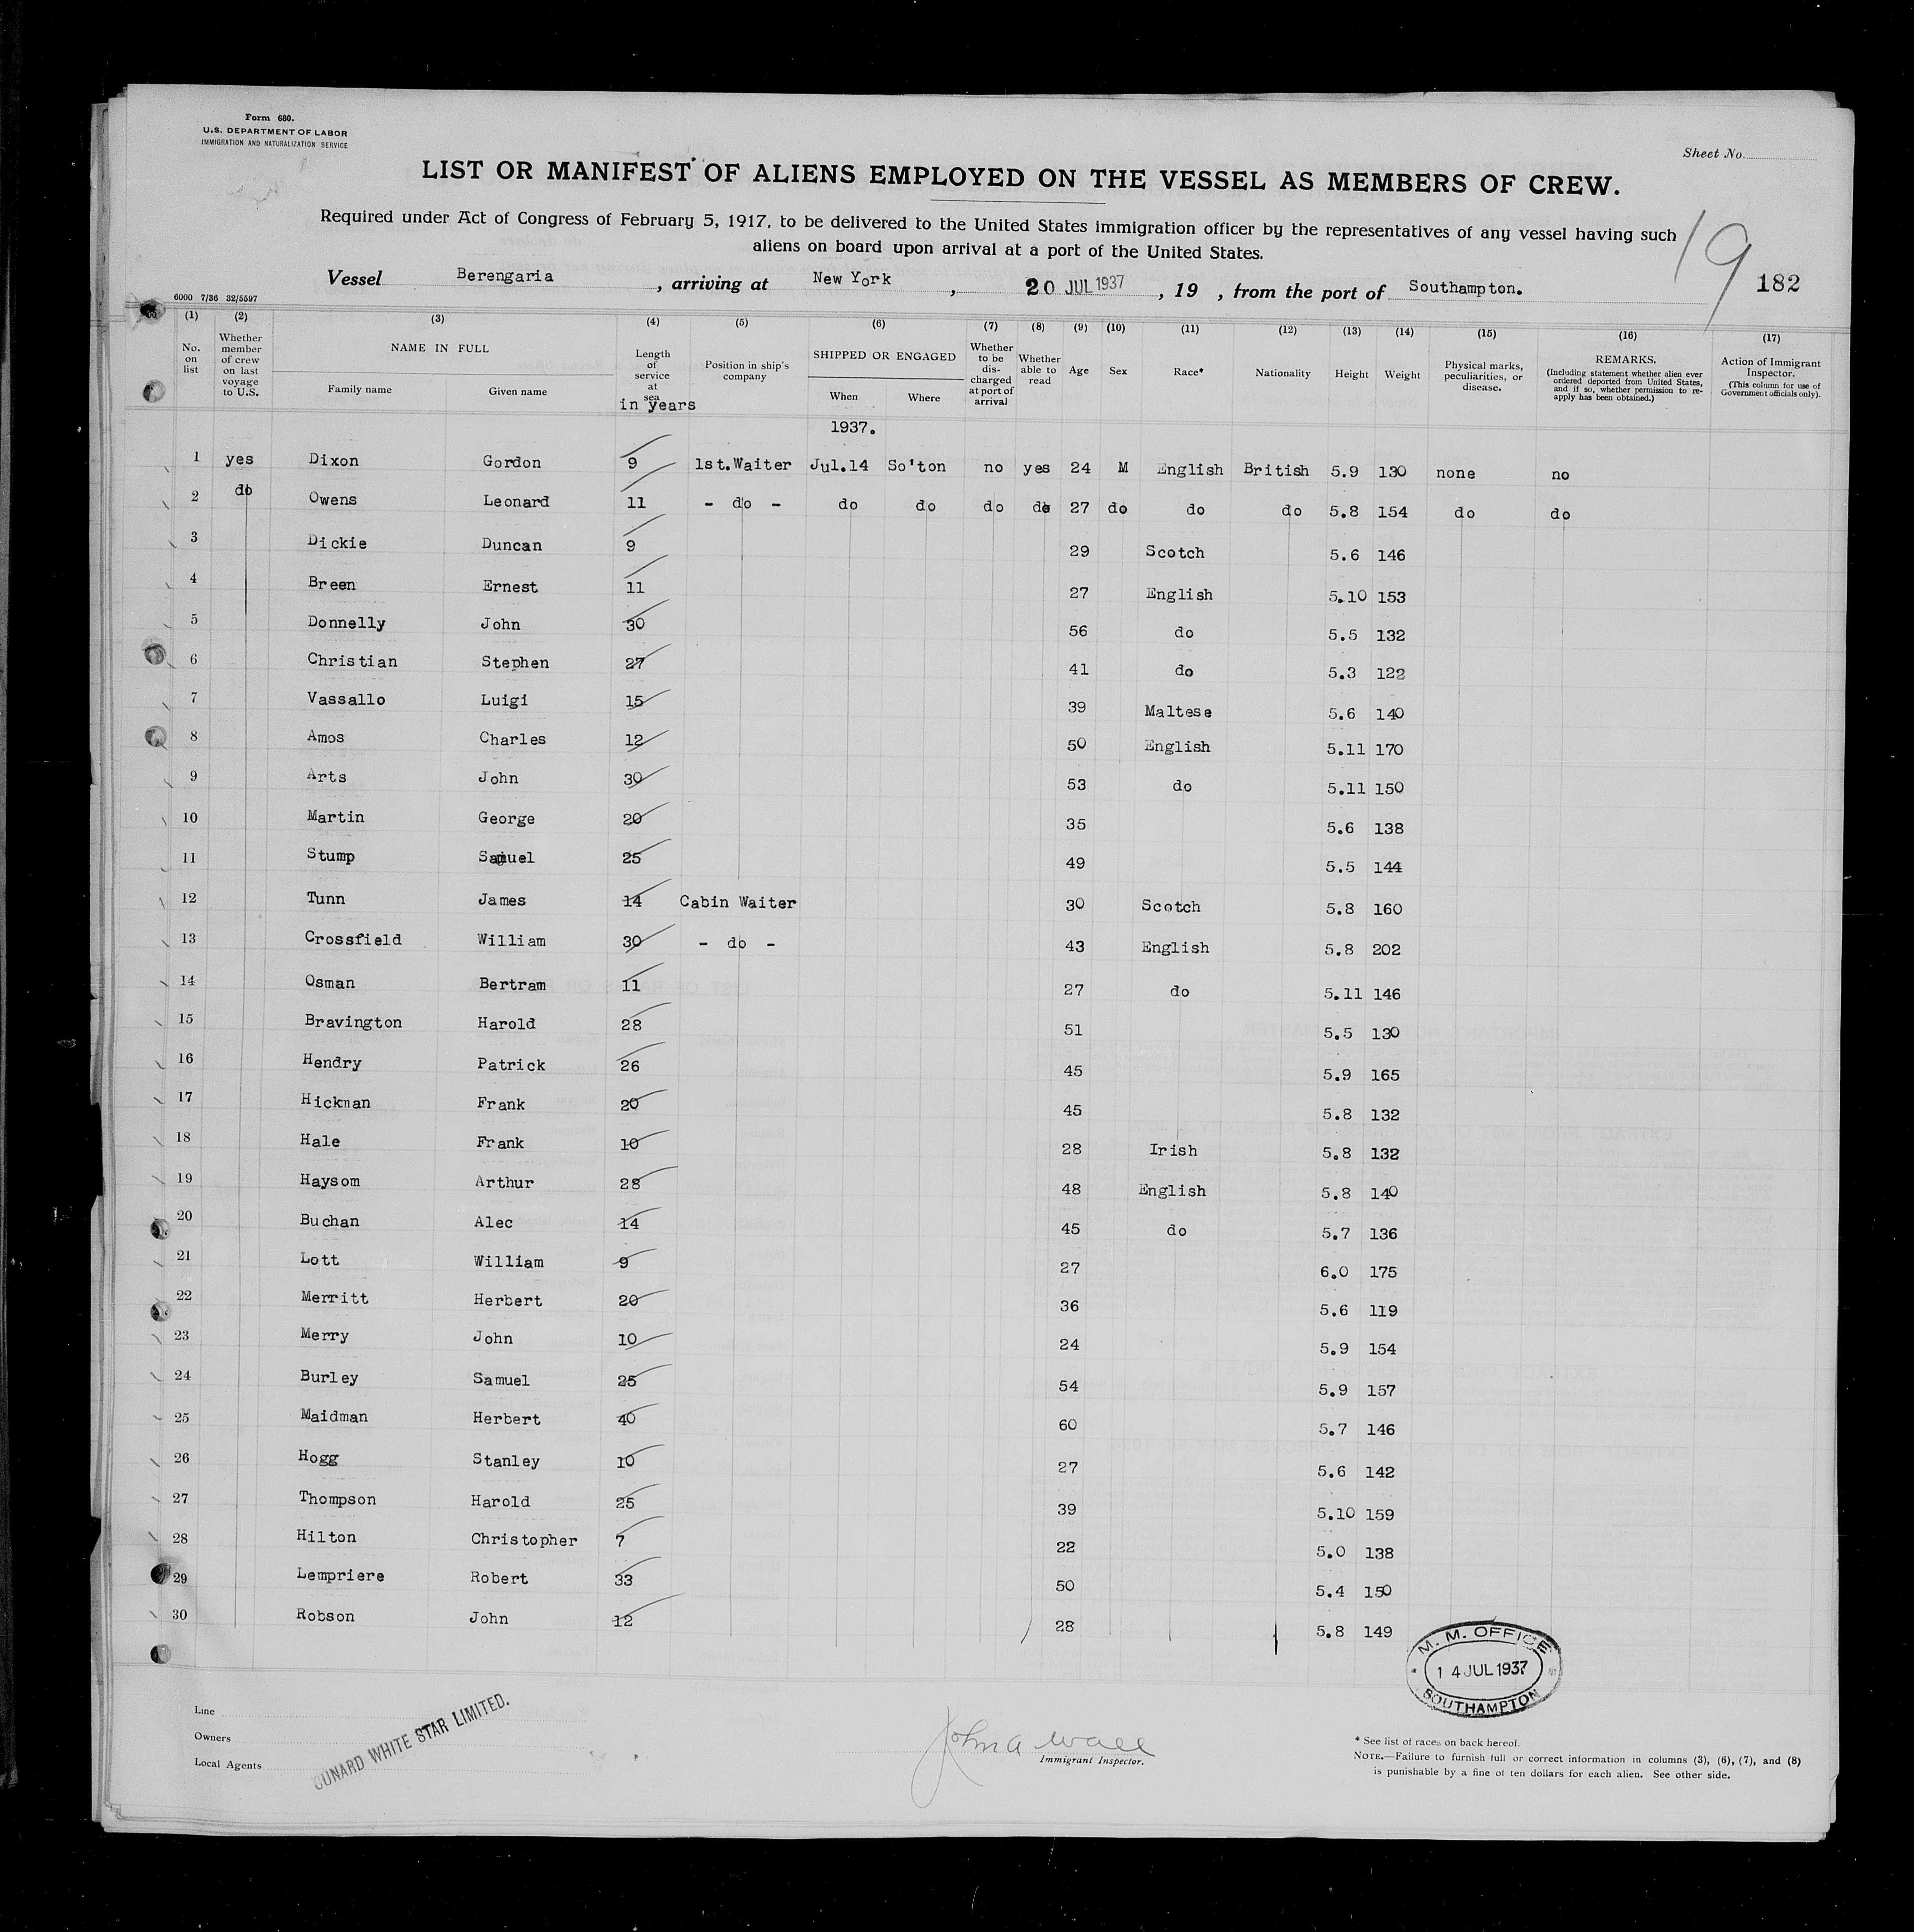 Form 680.
U.S. DEPARTMENT OF LABOR
IMMIGRATION AND NATURALIZATION SERVICE
Sheet No.
LIST OR MANIFEST OF ALIENS EMPLOYED ON THE VESSEL AS MEMBERS OF CREW.
Required under Act of Congress of February 5, 1917, to be delivered to the United States immigration officer by the representatives of any vessel having such
aliens on board upon arrival at a port of the United States.
19
Vessel Berengaria, arriving at New York, 20 JUL 1937, 19 , from the port of Southampton. 182
6000 7/36 32/5597
(1) (2) (3) (4) (5) (6) (7) (8) (9) (10) (11) (12) (13) (14) (15) (16) (17)
No. on list
Whether member of crew on last voyage to U.S.
NAME IN FULL
Family name Given name
Length of service at sea
in years
Position in ship's company
SHIPPED OR ENGAGED
When Where
Whether to be discharged at port of arrival
Whether able to read
Age
Sex
Race*
Nationality
Height
Weight
Physical marks, peculiarities, or disease.
REMARKS.
(Including statement whether alien ever ordered deported from United States, and if so, whether permission to re-apply has been obtained.)
Action of Immigrant Inspector.
(This column for use of Government officials only).
1937.
1 yes Dixon Gordon 9 1st.Waiter Jul.14 So'ton no yes 24 M English British 5.9 130 none no
2 do Owens Leonard 11 - do - do do do do 27 do do do 5.8 154 do do
3 Dickie Duncan 9 29 Scotch 5.6 146
4 Breen Ernest 11 27 English 5.10 153
5 Donnelly John 30 56 do 5.5 132
6 Christian Stephen 27 41 do 5.3 122
7 Vassallo Luigi 15 39 Maltese 5.6 140
8 Amos Charles 12 50 English 5.11 170
9 Arts John 30 53 do 5.11 150
10 Martin George 20 35 5.6 138
11 Stump Samuel 25 49 5.5 144
12 Tunn James 14 Cabin Waiter 30 Scotch 5.8 160
13 Crossfield William 30 - do - 43 English 5.8 202
14 Osman Bertram 11 27 do 5.11 146
15 Bravington Harold 28 51 5.5 130
16 Hendry Patrick 26 45 5.9 165
17 Hickman Frank 20 45 5.8 132
18 Hale Frank 10 28 Irish 5.8 132
19 Haysom Arthur 28 48 English 5.8 140
20 Buchan Alec 14 45 do 5.7 136
21 Lott William 9 27 6.0 175
22 Merritt Herbert 20 36 5.6 119
23 Merry John 10 24 5.9 154
24 Burley Samuel 25 54 5.9 157
25 Maidman Herbert 40 60 5.7 146
26 Hogg Stanley 10 27 5.6 142
27 Thompson Harold 25 39 5.10 159
28 Hilton Christopher 7 22 5.0 138
29 Lempriere Robert 33 50 5.4 150
30 Robson John 12 28 5.8 149
M. M. OFFICE
14 JUL 1937
SOUTHAMPTON
Line
Owners
Local Agents
CUNARD WHITE STAR LIMITED.
John A Wall
Immigrant Inspector.
* See list of races on back hereof.
NOTE.—Failure to furnish full or correct information in columns (3), (6), (7), and (8)
is punishable by a fine of ten dollars for each alien. See other side.